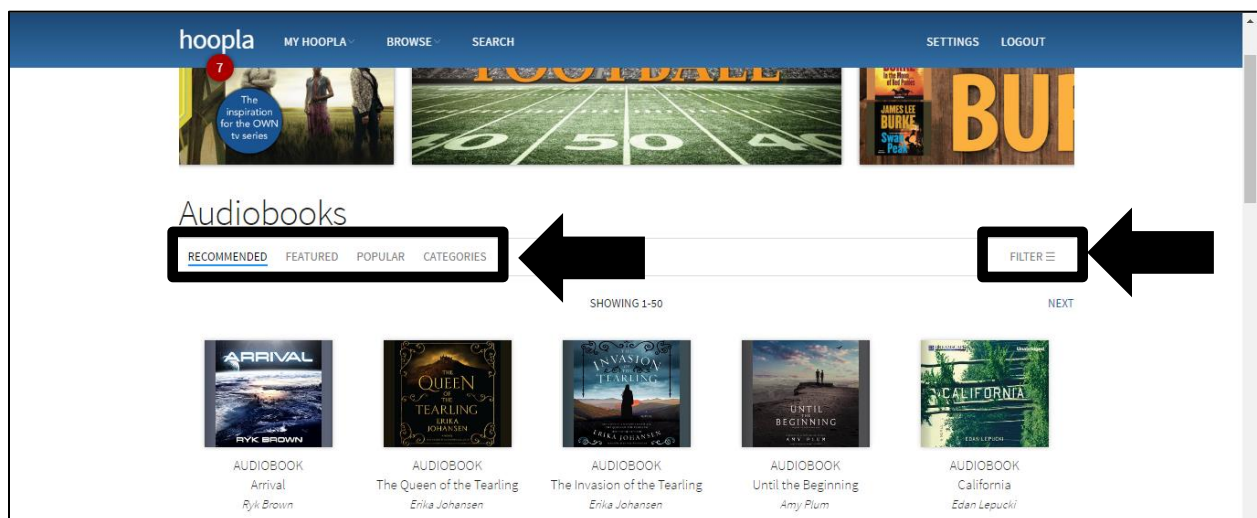 hoopla
MY HOOPLA
BROWSE
SEARCH
SETTINGS
LOGOUT
7
The
inspiration
for the OWN
tv series
FOOTBALL
50
JAMES LEE
BURKE
Swan
Peak
BUR
Audiobooks
RECOMMENDED FEATURED POPULAR CATEGORIES
FILTER
SHOWING 1-50
NEXT
ARRIVAL
RYK BROWN
THE
QUEEN
OF THE
TEARLING
ERIKA
JOHANSEN
INVASION
OF THE
TEARLING
ERIKA JOHANSEN
UNTIL
THE
BEGINNING
AMY PLUM
CALIFORNIA
EDAN LEPUCKI
AUDIOBOOK
Arrival
Ryk Brown
AUDIOBOOK
The Queen of the Tearling
Erika Johansen
AUDIOBOOK
The Invasion of the Tearling
Erika Johansen
AUDIOBOOK
Until the Beginning
Amy Plum
AUDIOBOOK
California
Edan Lepucki